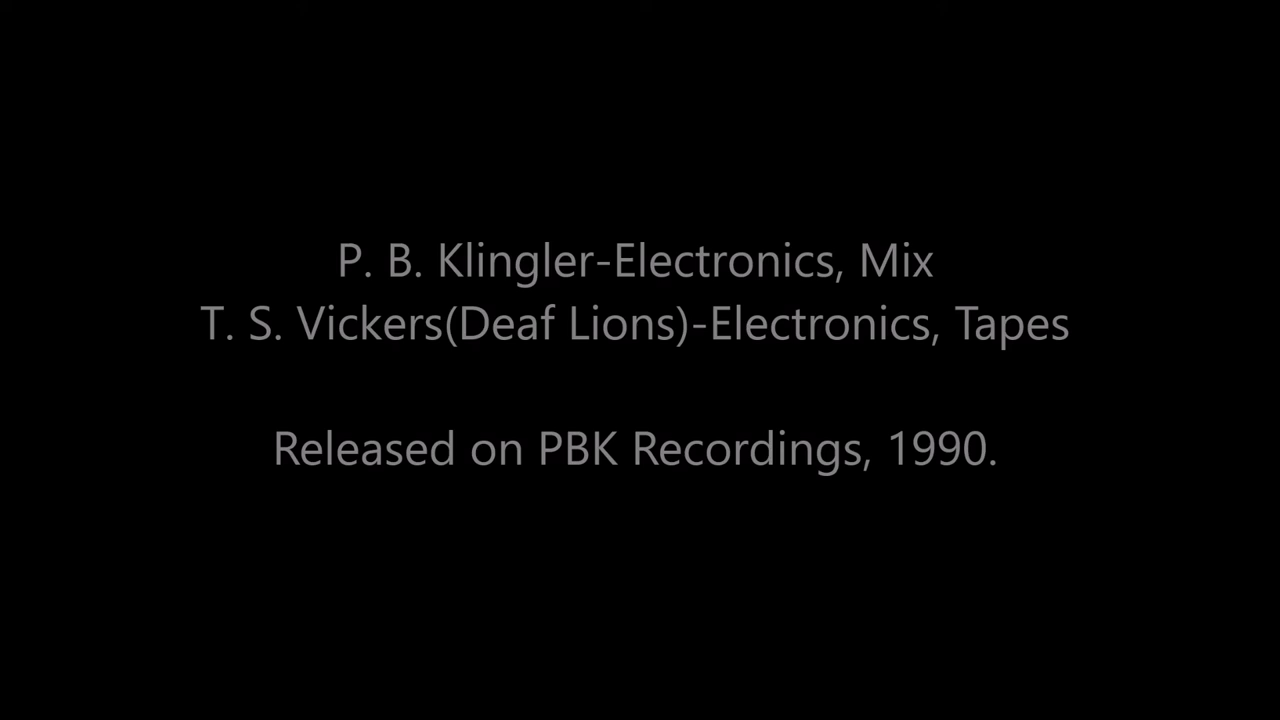 P. B. Klingler-Electronics, Mix
T. S. Vickers(Deaf Lions)-Electronics, Tapes
Released on PBK Recordings, 1990.